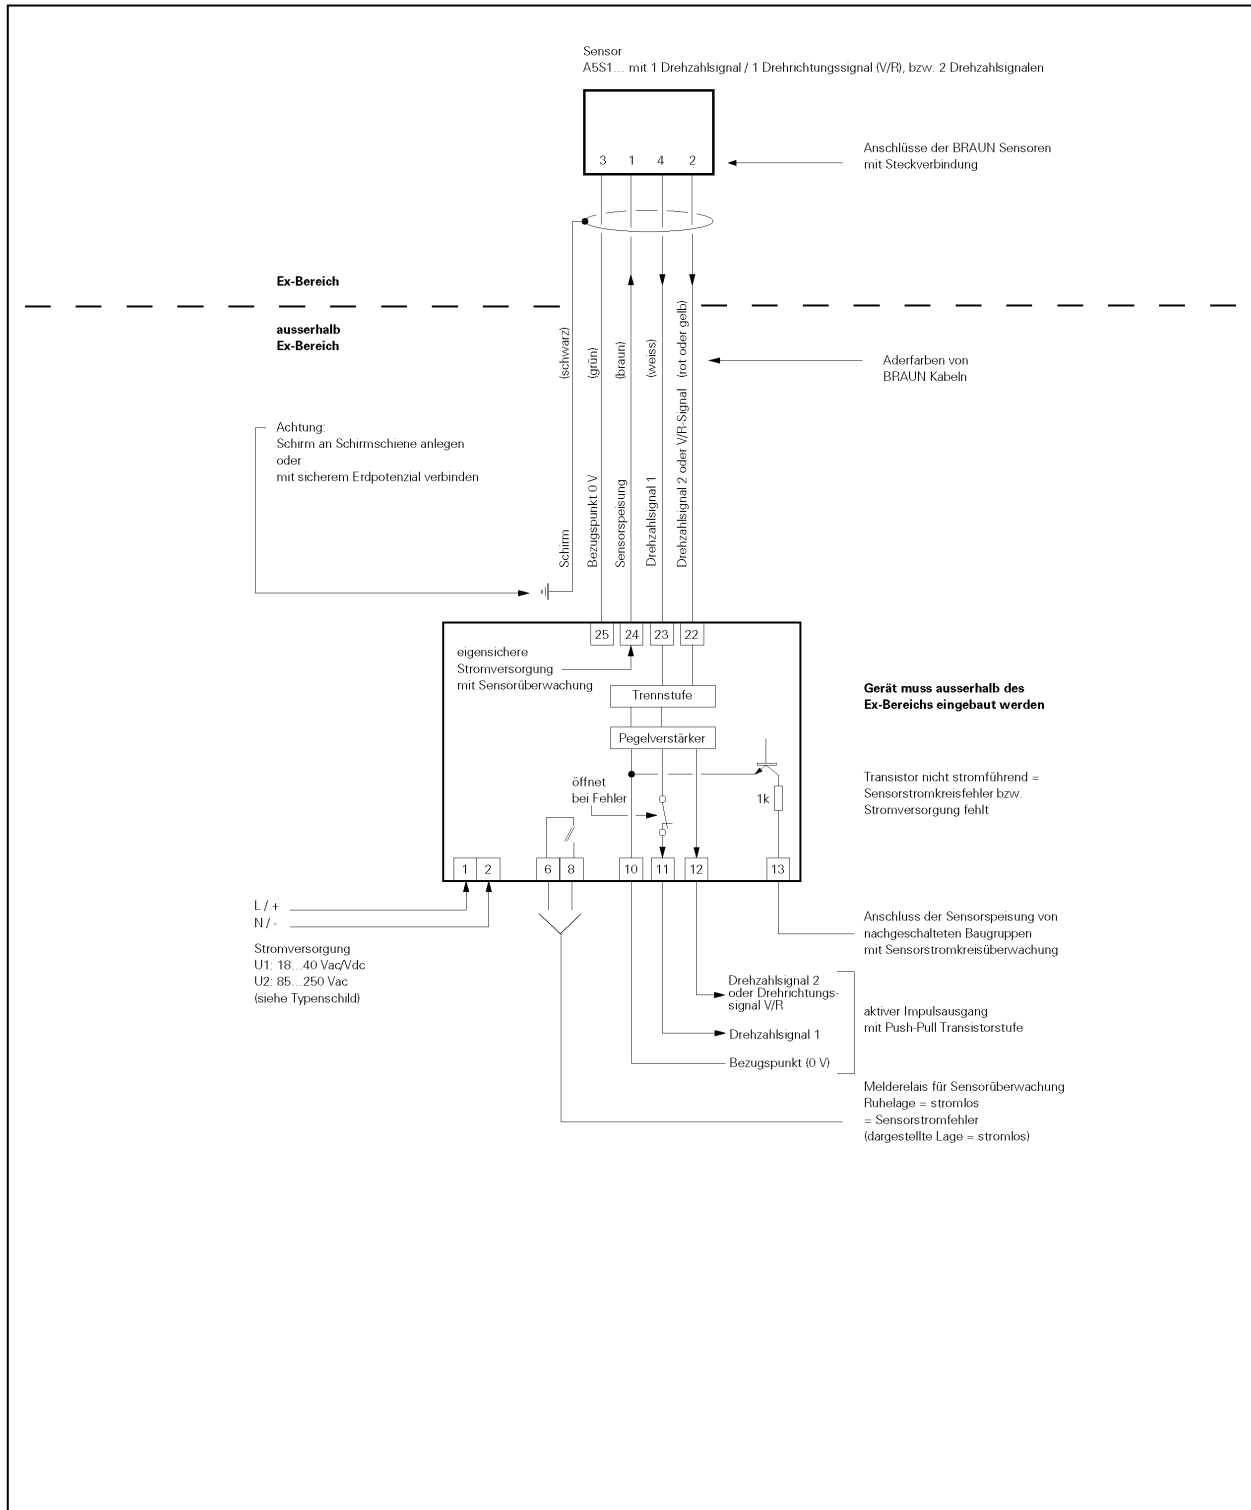 Sensor
A5S1... mit 1 Drehzahlsignal / 1 Drehrichtungssignal (V/R), bzw. 2 Drehzahlsignalen
3 1 4 2
Anschlüsse der BRAUN Sensoren
mit Steckverbindung
Ex-Bereich
ausserhalb
Ex-Bereich
(schwarz)
(grün)
(braun)
(weiss)
(rot oder gelb)
Aderfarben von
BRAUN Kabeln
Achtung:
Schirm an Schirmschiene anlegen
oder
mit sicherem Erdpotenzial verbinden
Schirm
Bezugspunkt 0 V
Sensorspeisung
Drehzahlsignal 1
Drehzahlsignal 2 oder V/R-Signal
25 24 23 22
eigensichere
Stromversorgung
mit Sensorüberwachung
Trennstufe
Pegelverstärker
Gerät muss ausserhalb des
Ex-Bereichs eingebaut werden
öffnet
bei Fehler
1k
Transistor nicht stromführend =
Sensorstromkreisfehler bzw.
Stromversorgung fehlt
1 2 6 8 10 11 12 13
L / +
N / -
Stromversorgung
U1: 18...40 Vac/Vdc
U2: 85...250 Vac
(siehe Typenschild)
Anschluss der Sensorspeisung von
nachgeschalteten Baugruppen
mit Sensorstromkreisüberwachung
Drehzahlsignal 2
oder Drehrichtungs-
signal V/R
Drehzahlsignal 1
Bezugspunkt (0 V)
aktiver Impulsausgang
mit Push-Pull Transistorstufe
Melderelais für Sensorüberwachung
Ruhelage = stromlos
= Sensorstromfehler
(dargestellte Lage = stromlos)